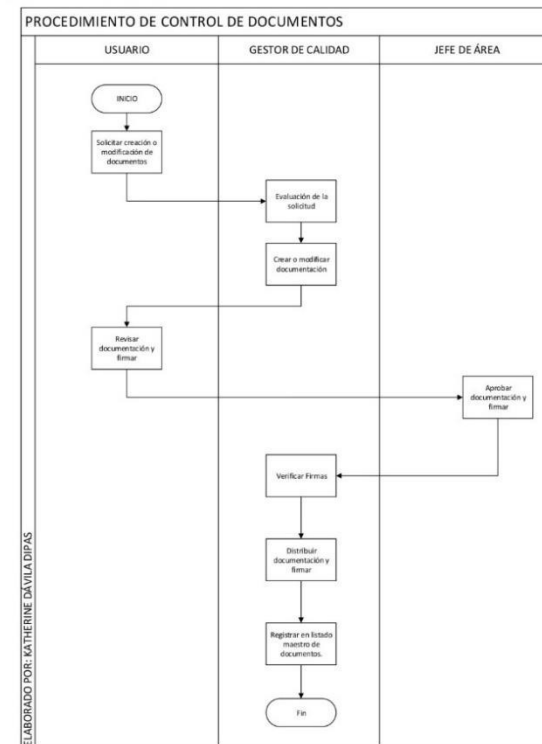 PROCEDIMIENTO DE CONTROL DE DOCUMENTOS
USUARIO
GESTOR DE CALIDAD
JEFE DE ÁREA
INICIO
Solicitar creación o
modificación de
documentos
Evaluación de la
solicitud
Crear o modificar
documentación
Revisar
documentación y
firmar
Aprobar
documentación y
firmar
Verificar Firmas
Distribuir
documentación y
firmar
Registrar en listado
maestro de
documentos.
Fin
ELABORADO POR: KATHERINE DÁVILA DIPAS